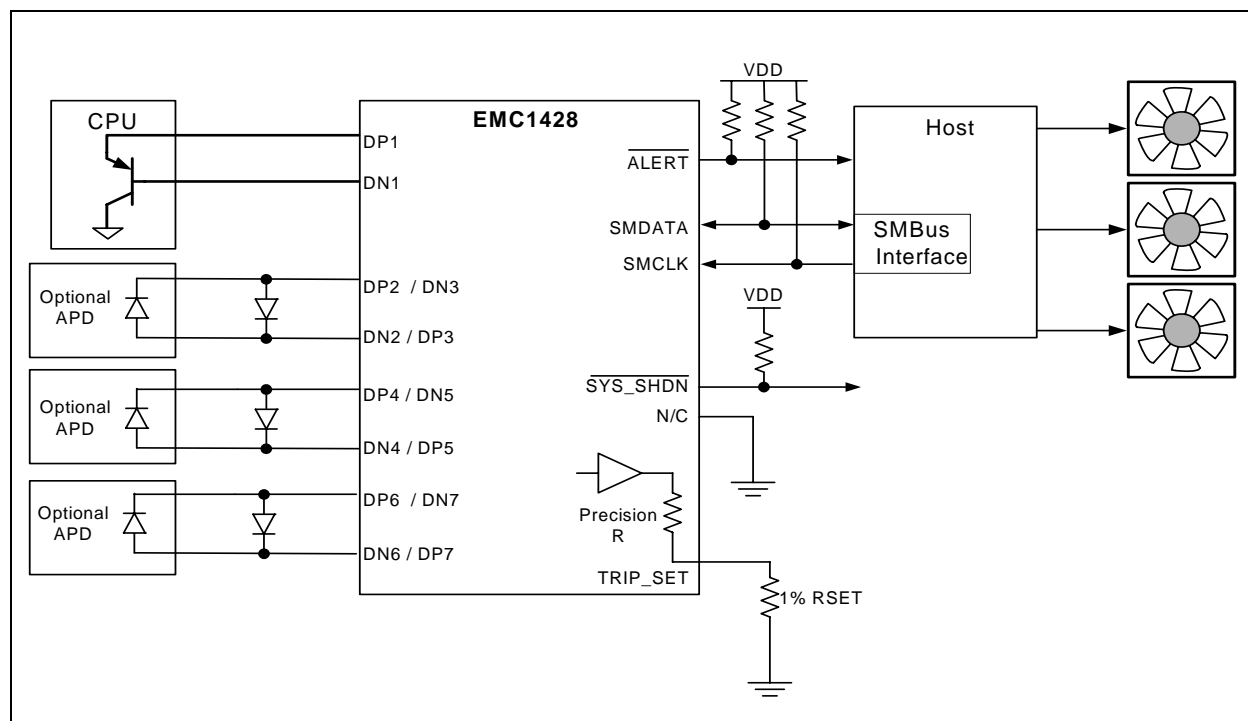 CPU
EMC1428
DP1
DN1
Optional
APD
DP2 / DN3
DN2 / DP3
Optional
APD
DP4 / DN5
DN4 / DP5
Optional
APD
DP6 / DN7
DN6 / DP7
ALERT
SMDATA
SMCLK
SYS_SHDN
N/C
Precision
R
TRIP_SET
1% RSET
VDD
VDD
Host
SMBus
Interface